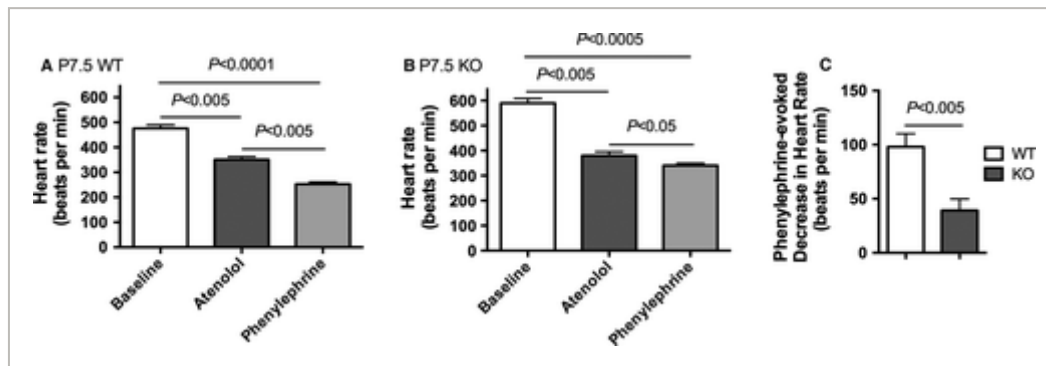 A P7.5 WT
P<0.0001
P<0.005
P<0.005
Heart rate
(beats per min)
600
500
400
300
200
100
0
Baseline
Atenolol
Phenylephrine
B P7.5 KO
P<0.0005
P<0.005
P<0.05
Heart rate
(beats per min)
600
500
400
300
200
100
0
Baseline
Atenolol
Phenylephrine
C
Phenylephrine-evoked
Decrease in Heart Rate
(beats per min)
150
100
50
0
P<0.005
WT
KO